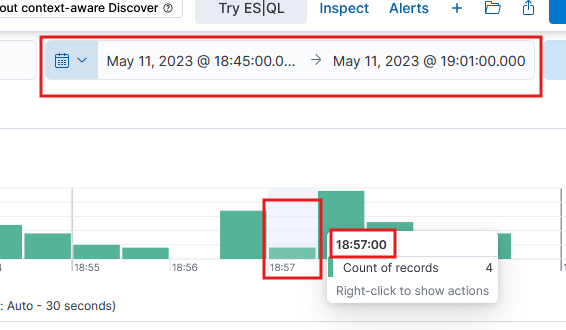 out context-aware Discover
Try ES|QL
Inspect
Alerts
May 11, 2023 @ 18:45:00.0... → May 11, 2023 @ 19:01:00.000
18:55
18:56
18:57
18:57:00
Count of records 4
Right-click to show actions
: Auto - 30 seconds)